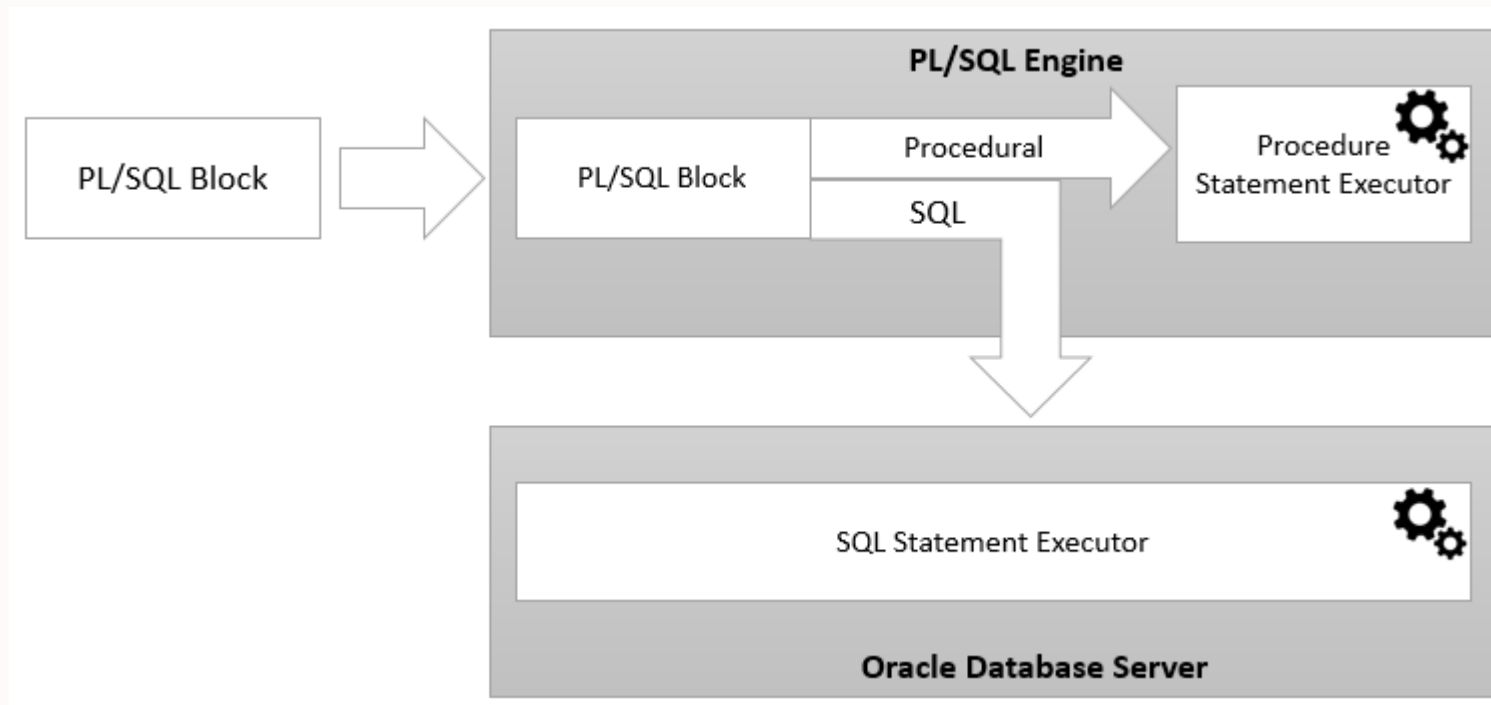 PL/SQL Engine
PL/SQL Block
PL/SQL Block
Procedural
SQL
Procedure
Statement Executor
SQL Statement Executor
Oracle Database Server